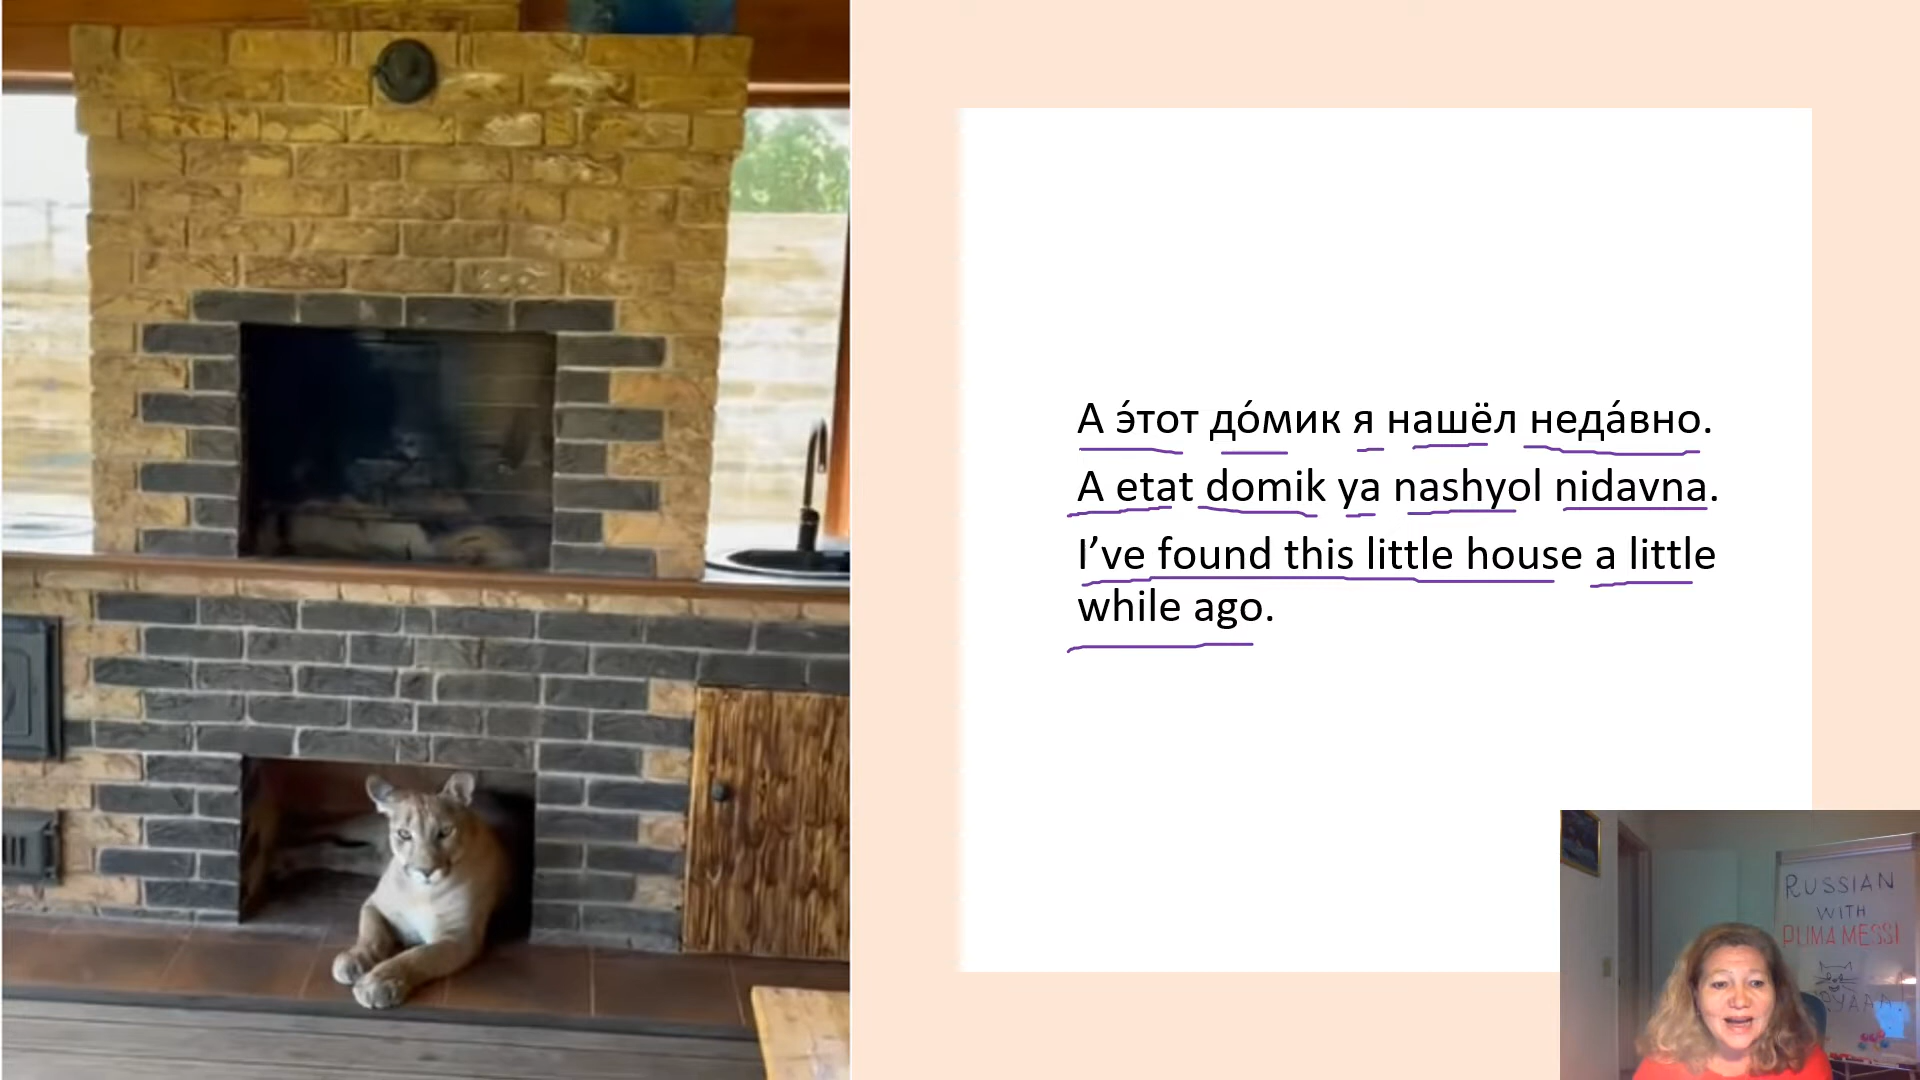 А э́тот до́мик я нашёл неда́вно.
A etat domik ya nashyol nidavna.
I’ve found this little house a little
while ago.
RUSSIAN
WITH
PUMA MESSI